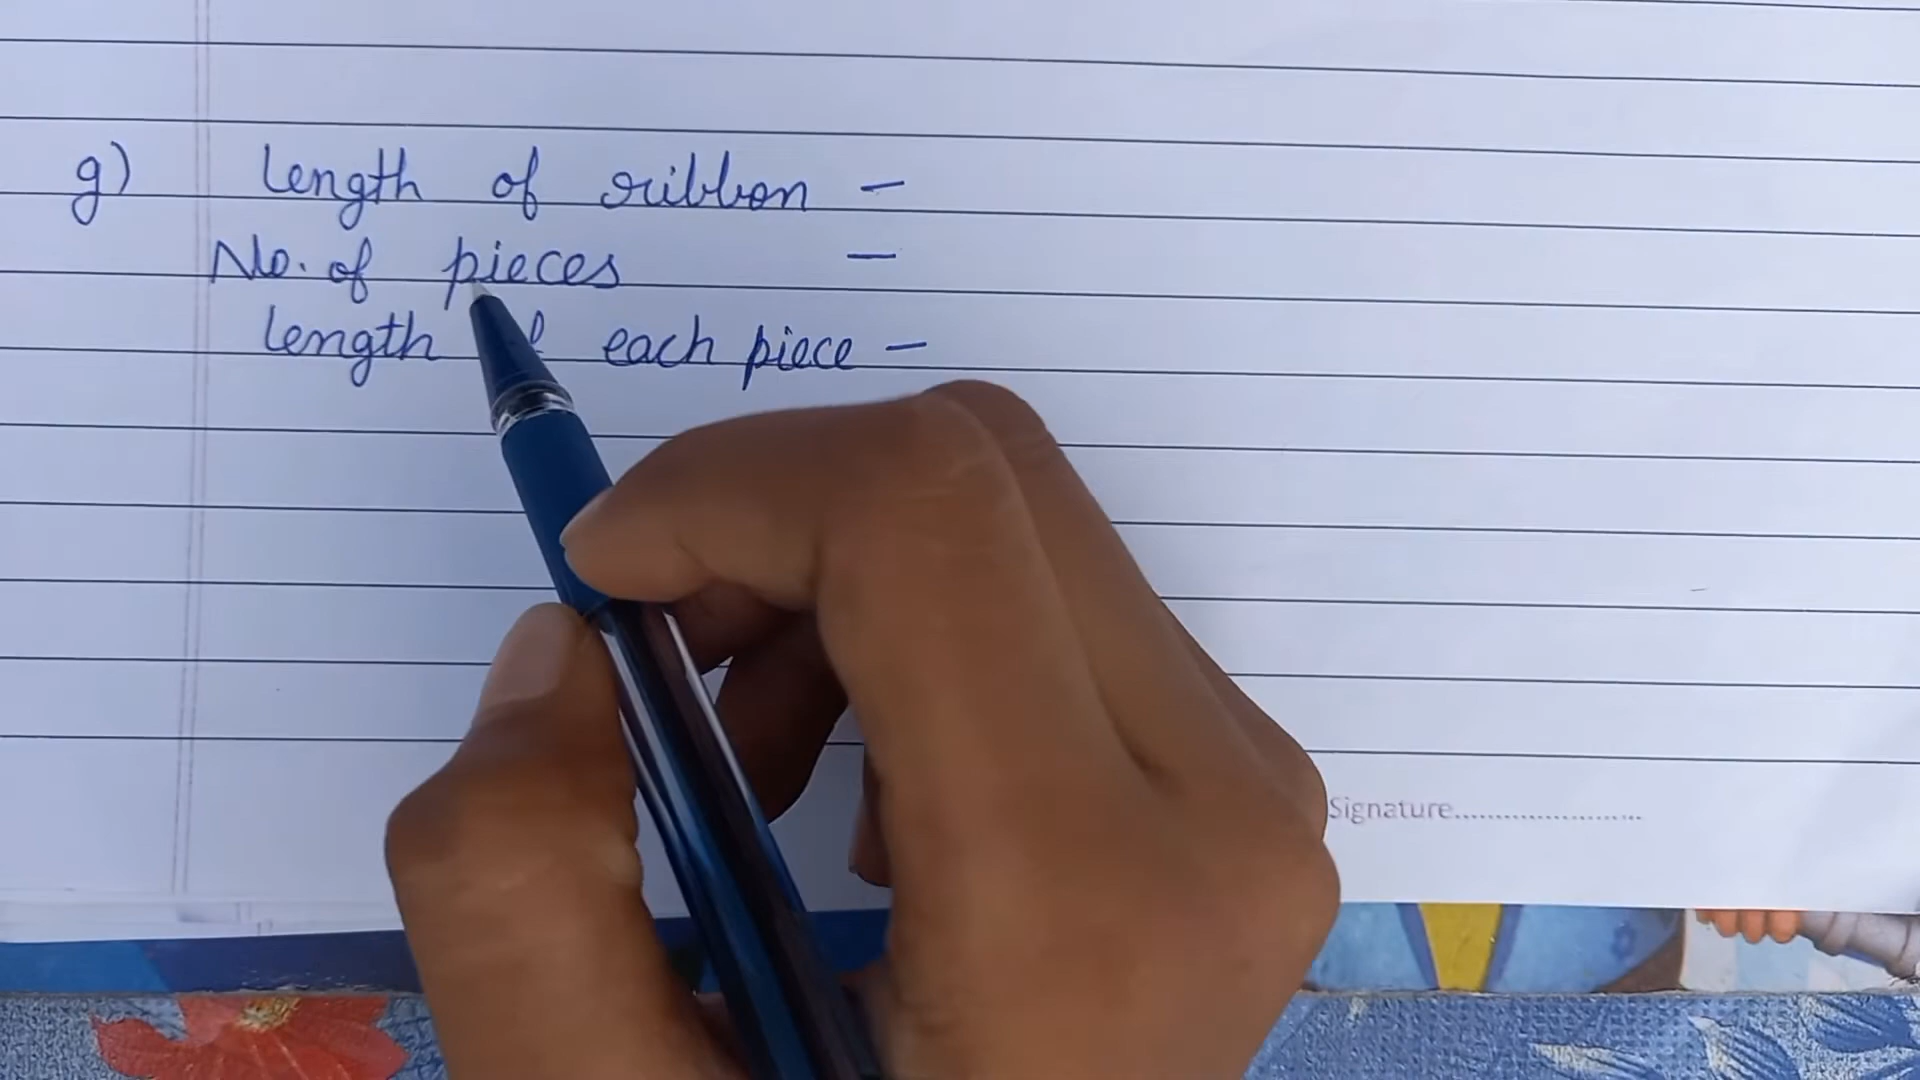 g) Length of ribbon –
No. of pieces –
Length each piece –
Signature......................